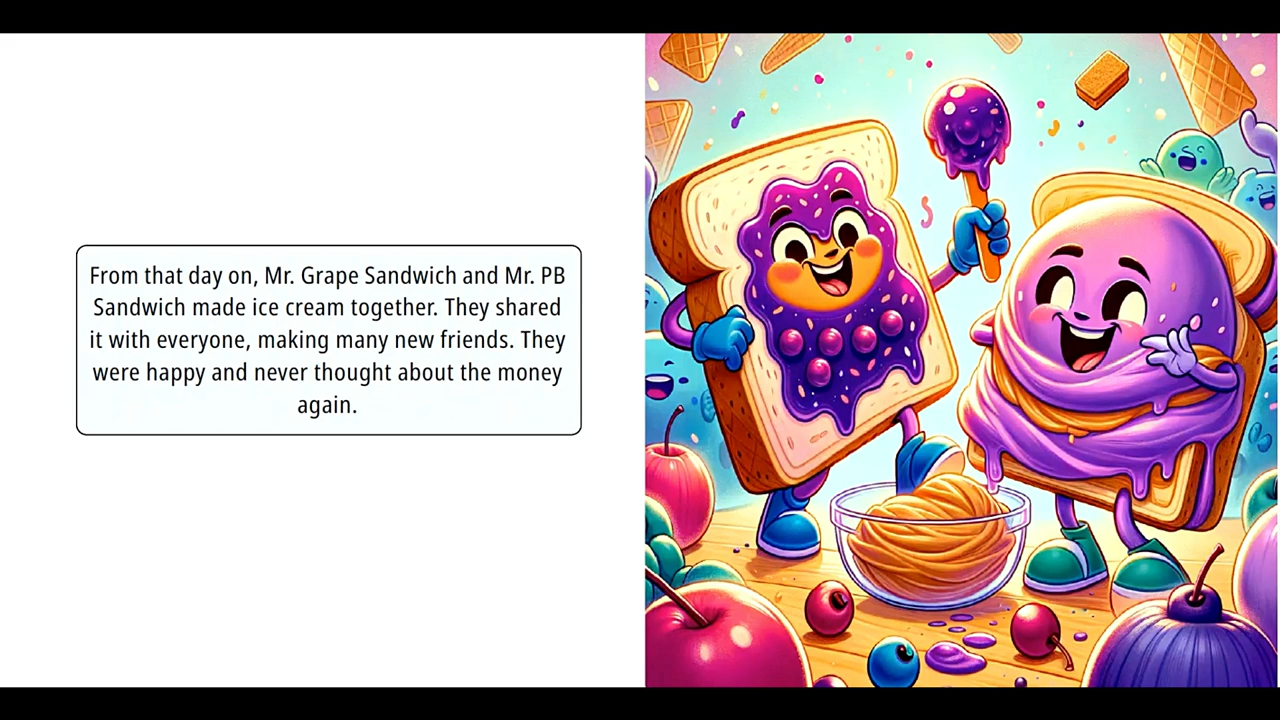 From that day on, Mr. Grape Sandwich and Mr. PB
Sandwich made ice cream together. They shared
it with everyone, making many new friends. They
were happy and never thought about the money
again.